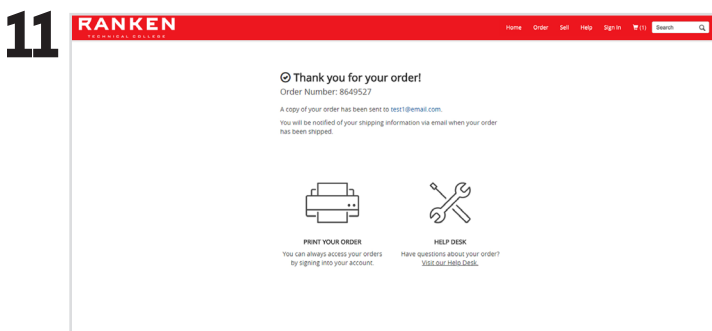 11
RANKEN
TECHNICAL COLLEGE
Home Order Sell Help Sign In (1) Search
Thank you for your order!
Order Number: 8649527
A copy of your order has been sent to test1@email.com.
You will be notified of your shipping information via email when your order
has been shipped.
PRINT YOUR ORDER
You can always access your orders
by signing into your account.
HELP DESK
Have questions about your order?
Visit our Help Desk.